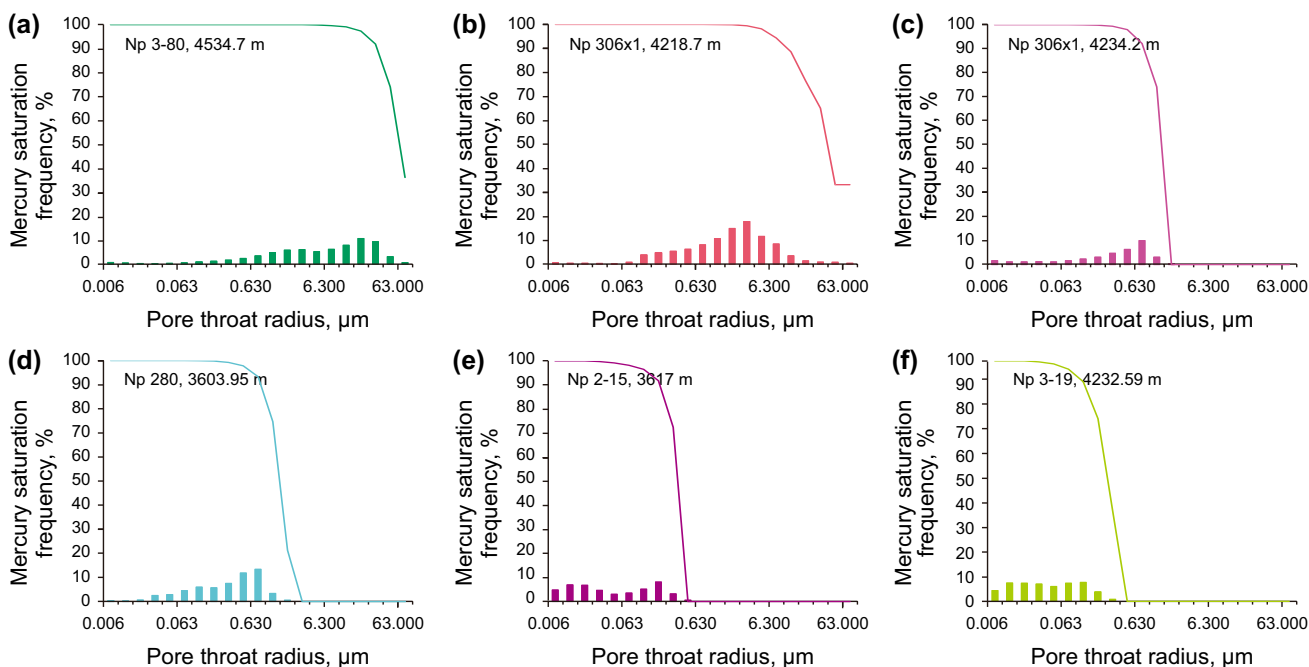 (a)
Mercury saturation
frequency, %
100
90
80
70
60
50
40
30
20
10
0
Np 3-80, 4534.7 m
0.006 0.063 0.630 6.300 63.000
Pore throat radius, µm
(b)
Mercury saturation
frequency, %
100
90
80
70
60
50
40
30
20
10
0
Np 306x1, 4218.7 m
0.006 0.063 0.630 6.300 63.000
Pore throat radius, µm
(c)
Mercury saturation
frequency, %
100
90
80
70
60
50
40
30
20
10
0
Np 306x1, 4234.2 m
0.006 0.063 0.630 6.300 63.000
Pore throat radius, µm
(d)
Mercury saturation
frequency, %
100
90
80
70
60
50
40
30
20
10
0
Np 280, 3603.95 m
0.006 0.063 0.630 6.300 63.000
Pore throat radius, µm
(e)
Mercury saturation
frequency, %
100
90
80
70
60
50
40
30
20
10
0
Np 2-15, 3617 m
0.006 0.063 0.630 6.300 63.000
Pore throat radius, µm
(f)
Mercury saturation
frequency, %
100
90
80
70
60
50
40
30
20
10
0
Np 3-19, 4232.59 m
0.006 0.063 0.630 6.300 63.000
Pore throat radius, µm